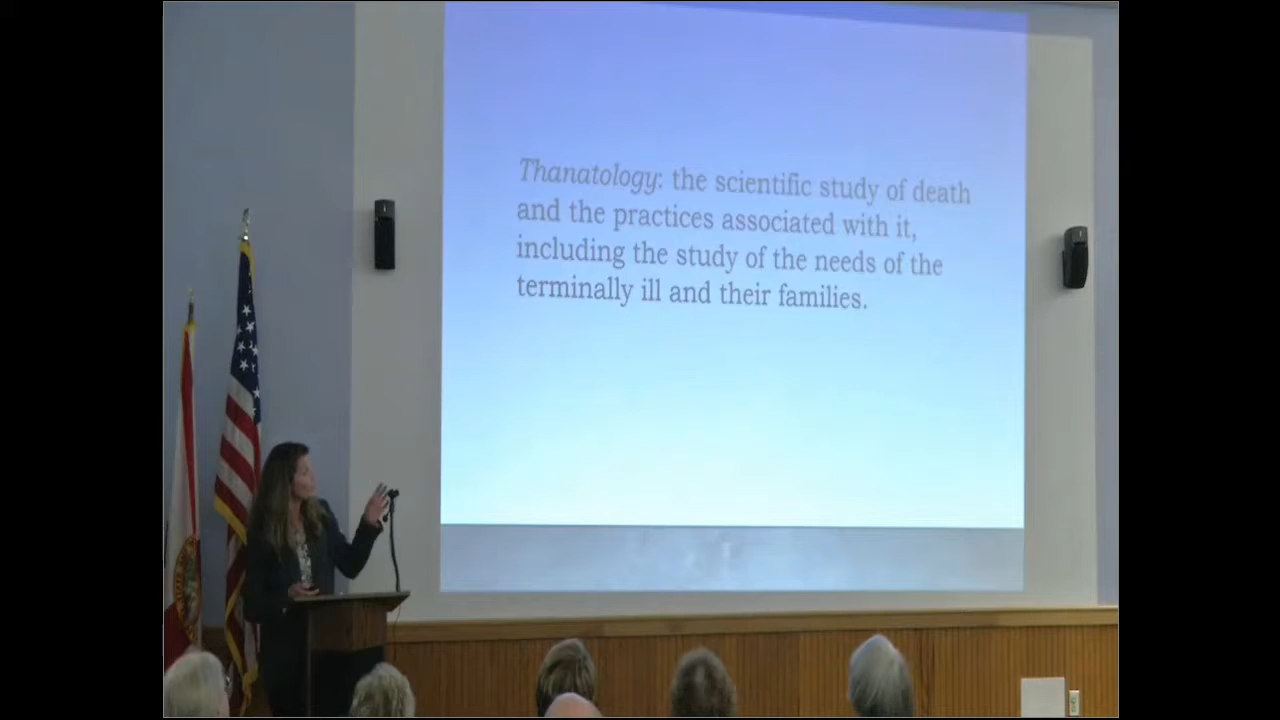 Thanatology: the scientific study of death
and the practices associated with it,
including the study of the needs of the
terminally ill and their families.